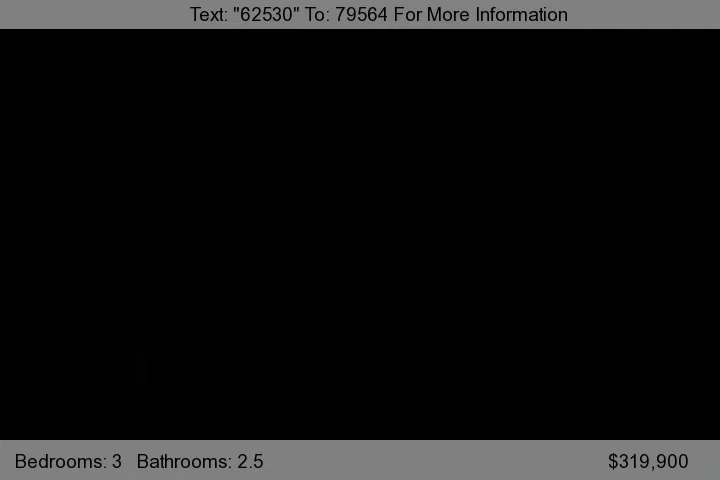 Text: "62530" To: 79564 For More Information
Bedrooms: 3 Bathrooms: 2.5 $319,900